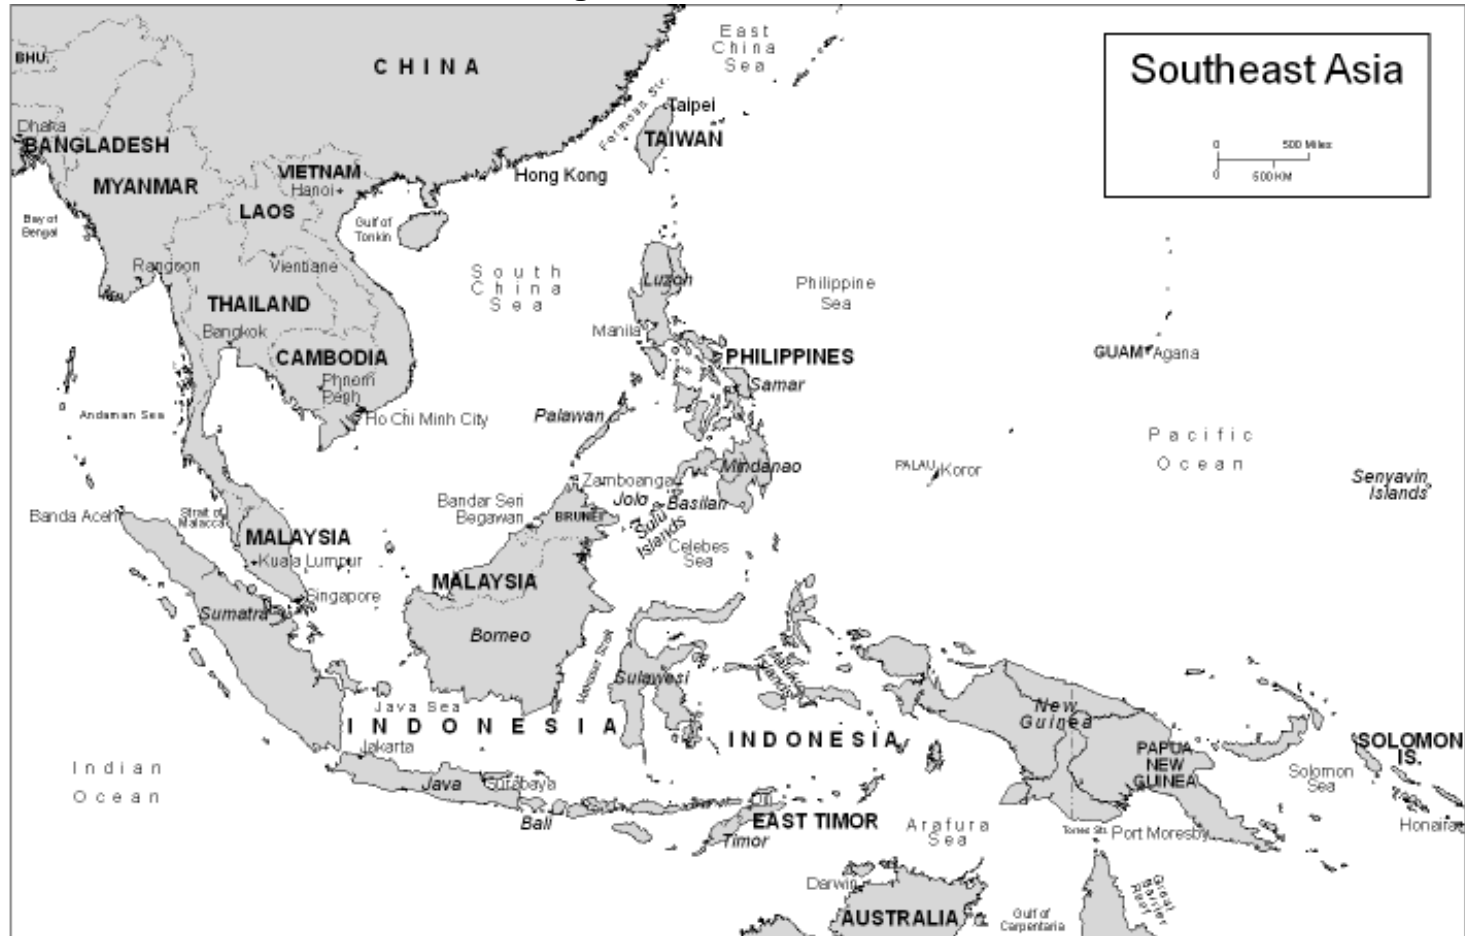 Southeast Asia
0 500 Miles
0 500 KM
East
China
Sea
CHINA
BHU.
Formosa Str.
Taipei
TAIWAN
Dhaka
BANGLADESH
MYANMAR
VIETNAM
Hanoi
Hong Kong
LAOS
Bay of
Bengal
Gulf of
Tonkin
Rangoon
Vientiane
South
China
Sea
Luzon
Philippine
Sea
THAILAND
Bangkok
Manila
CAMBODIA
Phnom
Penh
PHILIPPINES
GUAM
Agana
Samar
Andaman Sea
Ho Chi Minh City
Palawan
Pacific
Ocean
Mindanao
PALAU
Koror
Senyavin
Islands
Zamboanga
Jolo
Basilan
Bandar Seri
Begawan
BRUNEI
Sulu
Islands
Banda Aceh
Strait of
Malacca
MALAYSIA
Kuala Lumpur
Celebes
Sea
MALAYSIA
Singapore
Sumatra
Borneo
Makassar Strait
Sulawesi
Maluku
Islands
Java Sea
INDONESIA
INDONESIA
New
Guinea
Jakarta
PAPUA
NEW
GUINEA
SOLOMON
IS.
Indian
Ocean
Java
Surabaya
Solomon
Sea
Bali
Dili
EAST TIMOR
Timor
Arafura
Sea
Torres Str.
Port Moresby
Honaira
Darwin
AUSTRALIA
Gulf of
Carpentaria
Great
Barrier
Reef